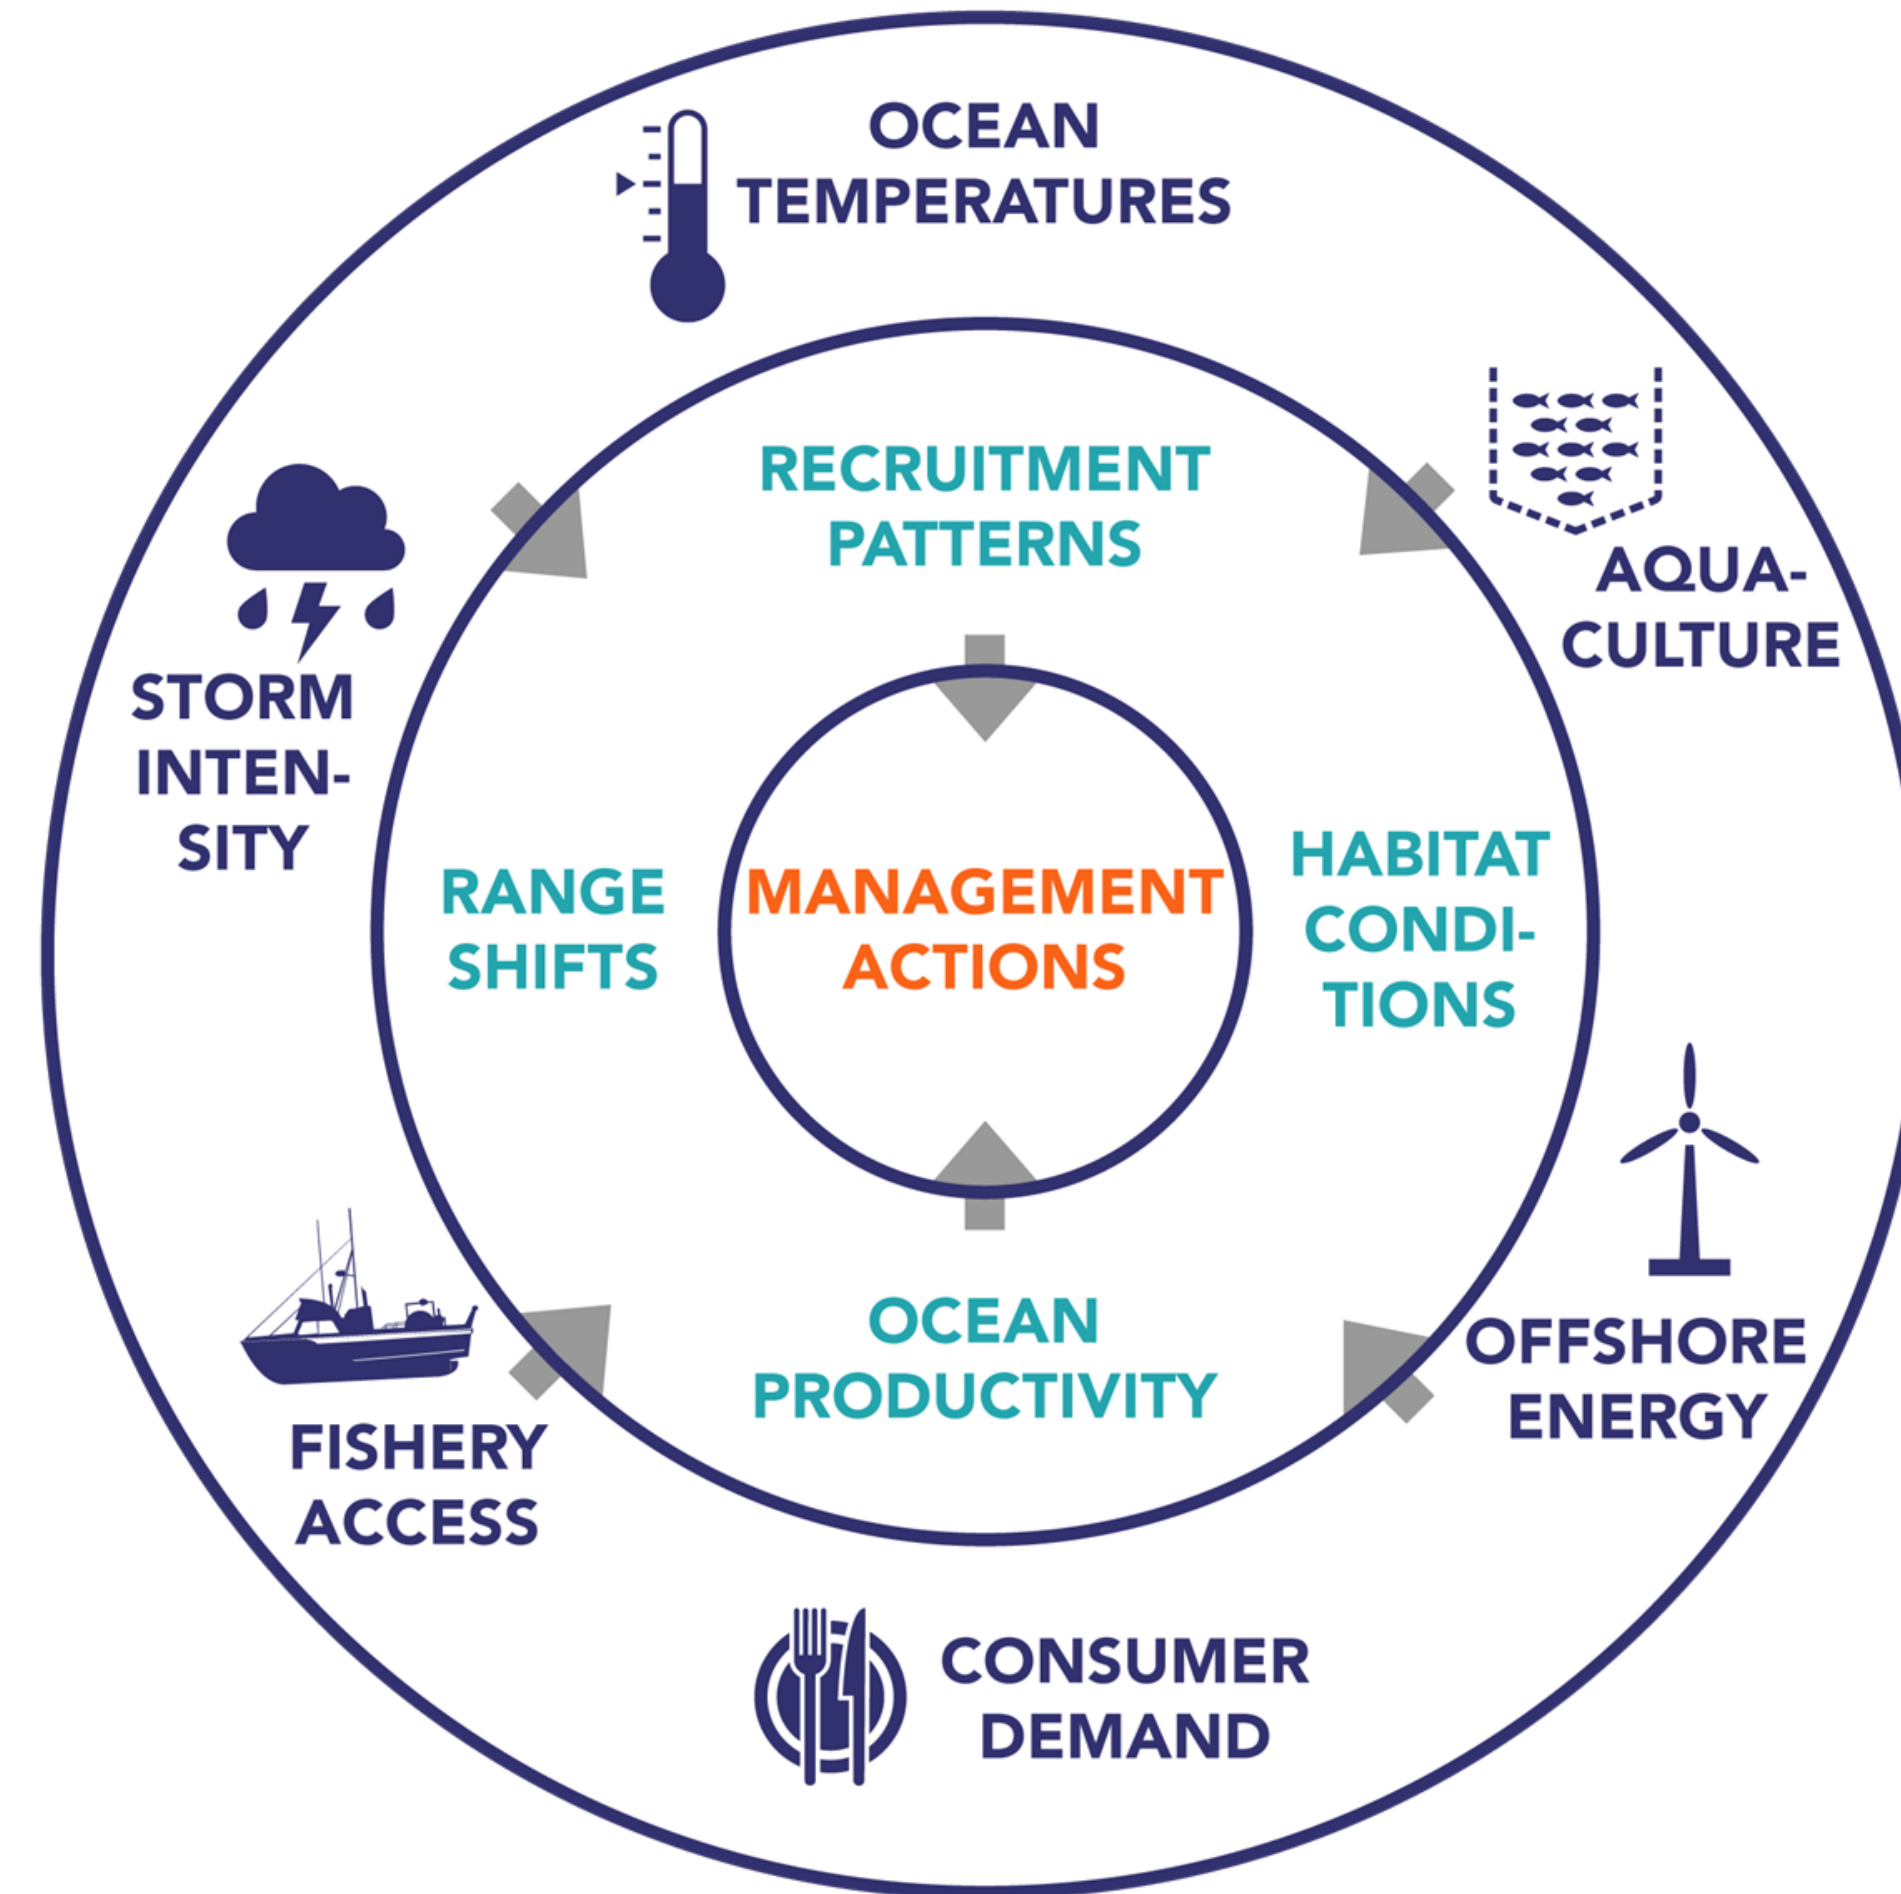 OCEAN
TEMPERATURES
AQUA-
CULTURE
STORM
INTEN-
SITY
RECRUITMENT
PATTERNS
RANGE
SHIFTS
MANAGEMENT
ACTIONS
HABITAT
CONDI-
TIONS
OCEAN
PRODUCTIVITY
OFFSHORE
ENERGY
FISHERY
ACCESS
CONSUMER
DEMAND